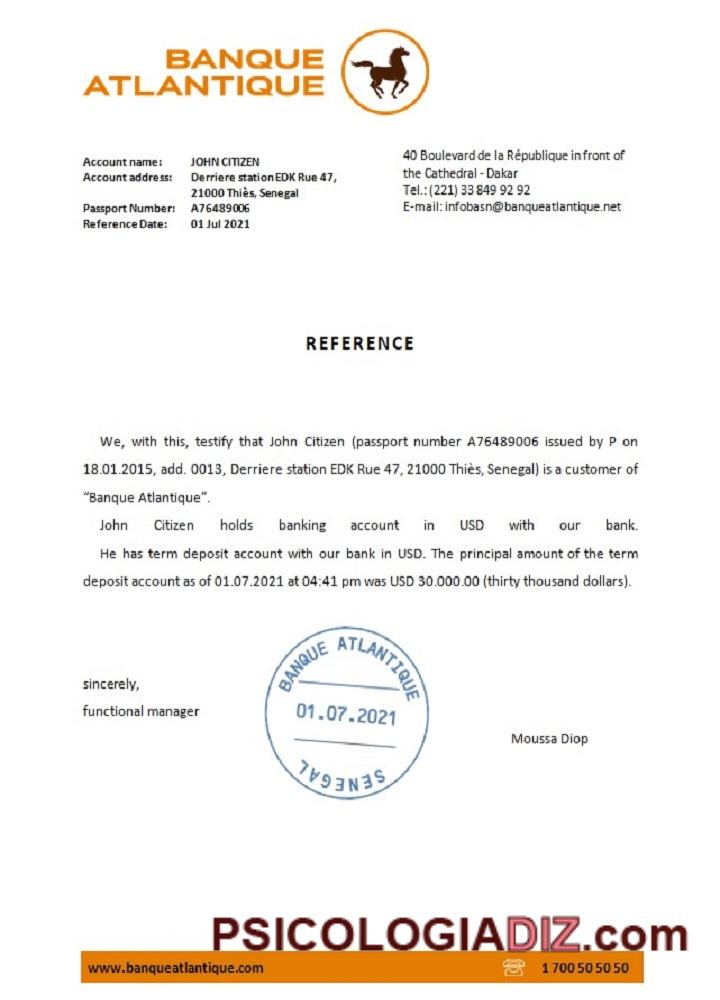 BANQUE
ATLANTIQUE
Account name: JOHN CITIZEN
Account address: Derriere station EDK Rue 47,
21000 Thiès, Senegal
Passport Number: A76489006
Reference Date: 01 Jul 2021
40 Boulevard de la République in front of
the Cathedral - Dakar
Tel.: (221) 33 849 92 92
E-mail: infobasn@banqueatlantique.net
REFERENCE
We, with this, testify that John Citizen (passport number A76489006 issued by P on
18.01.2015, add. 0013, Derriere station EDK Rue 47, 21000 Thiès, Senegal) is a customer of
“Banque Atlantique”.
John Citizen holds banking account in USD with our bank.
He has term deposit account with our bank in USD. The principal amount of the term
deposit account as of 01.07.2021 at 04:41 pm was USD 30.000.00 (thirty thousand dollars).
sincerely,
functional manager
BANQUE ATLANTIQUE
01.07.2021
SENEGAL
Moussa Diop
PSICOLOGIADIZ.com
www.banqueatlantique.com
1 700 50 50 50